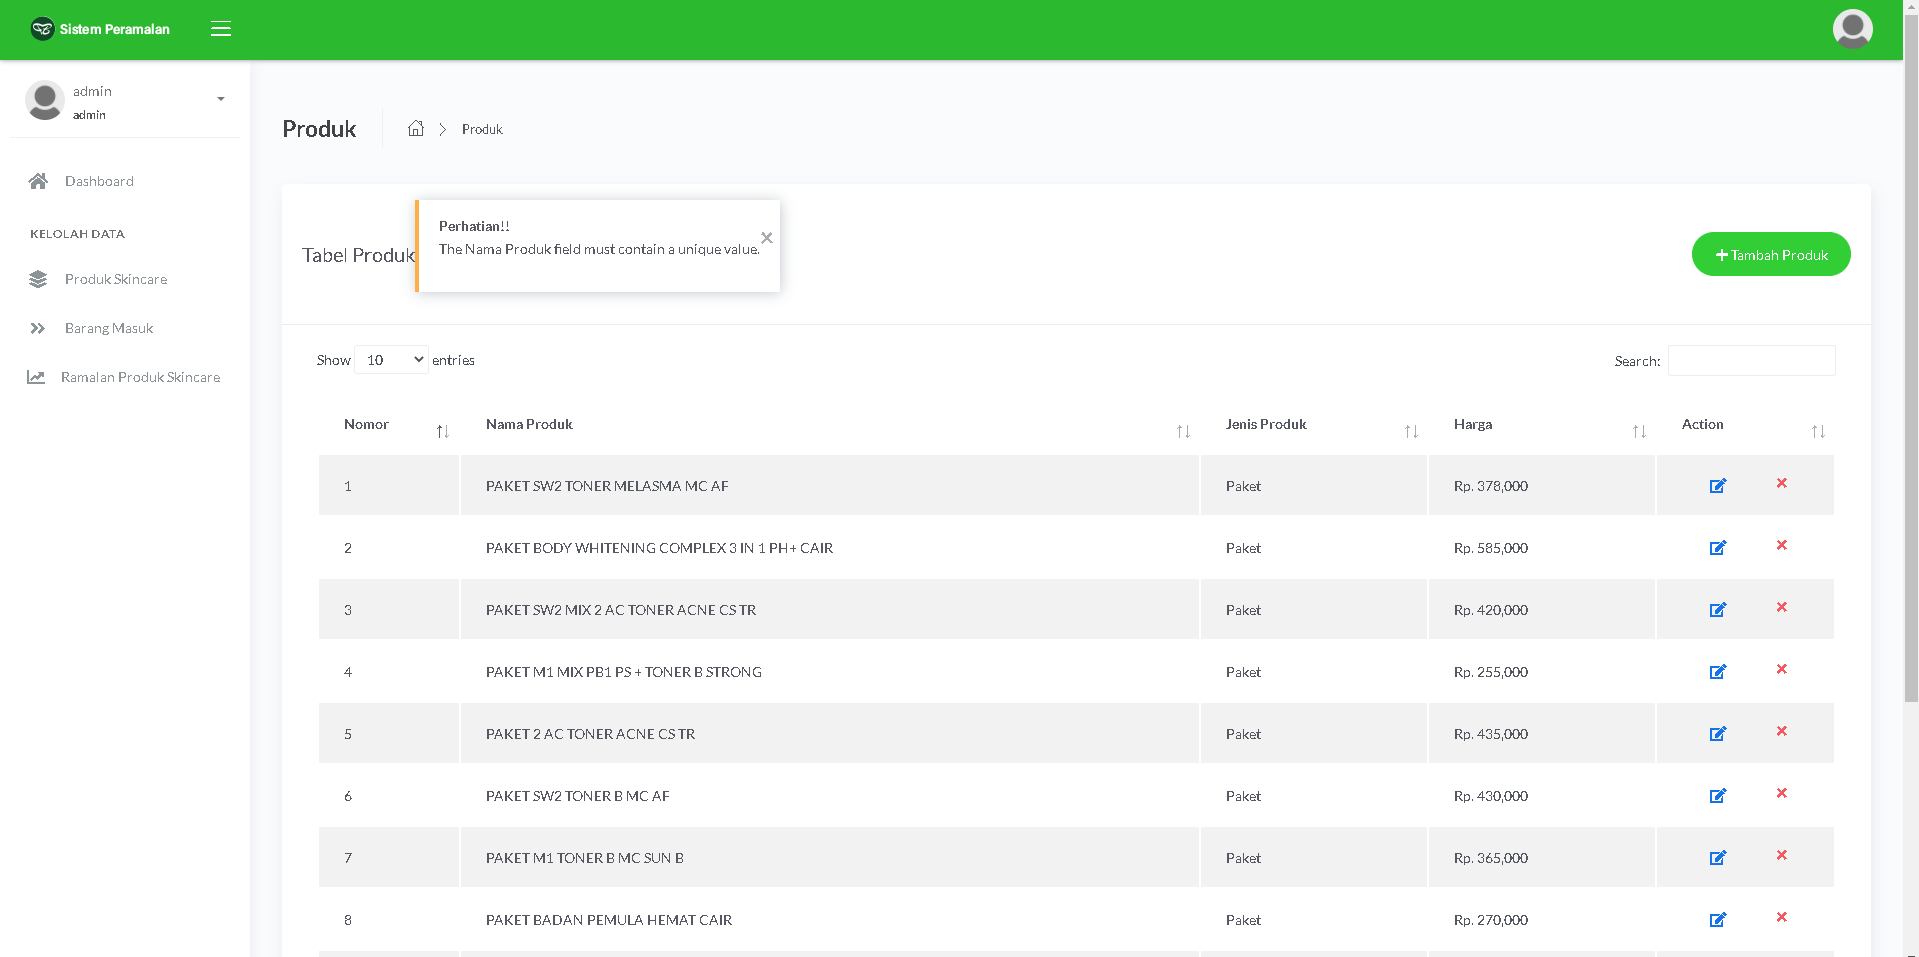 Sistem Peramalan
admin
admin
Dashboard
KELOLAH DATA
Produk Skincare
Barang Masuk
Ramalan Produk Skincare
Produk
Produk
Tabel Produk
Perhatian!!
The Nama Produk field must contain a unique value.
×
Tambah Produk
Show 10 entries
Search:
Nomor Nama Produk Jenis Produk Harga Action
1 PAKET SW2 TONER MELASMA MC AF Paket Rp. 378,000
2 PAKET BODY WHITENING COMPLEX 3 IN 1 PH+ CAIR Paket Rp. 585,000
3 PAKET SW2 MIX 2 AC TONER ACNE CS TR Paket Rp. 420,000
4 PAKET M1 MIX PB1 PS + TONER B STRONG Paket Rp. 255,000
5 PAKET 2 AC TONER ACNE CS TR Paket Rp. 435,000
6 PAKET SW2 TONER B MC AF Paket Rp. 430,000
7 PAKET M1 TONER B MC SUN B Paket Rp. 365,000
8 PAKET BADAN PEMULA HEMAT CAIR Paket Rp. 270,000